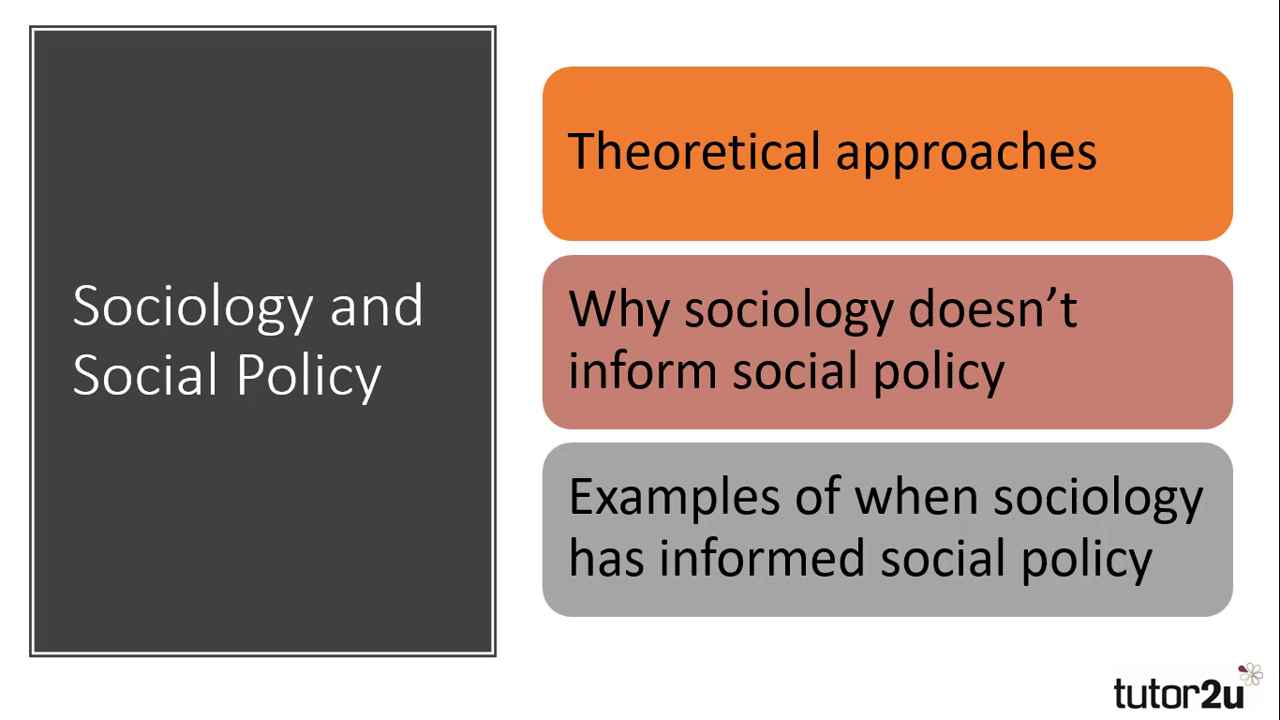 Sociology and
Social Policy
Theoretical approaches
Why sociology doesn’t
inform social policy
Examples of when sociology
has informed social policy
tutor2u